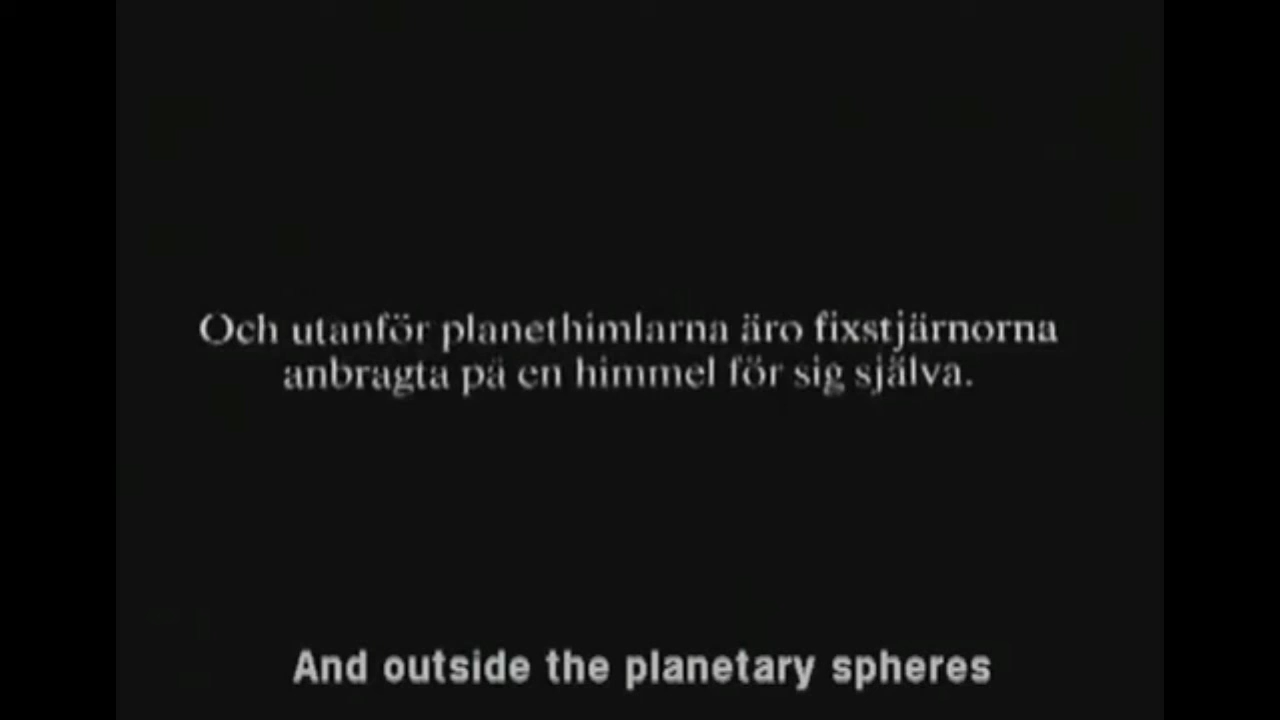 Och utanför planethimlarna äro fixstjärnorna
anbragta på en himmel för sig själva.
And outside the planetary spheres